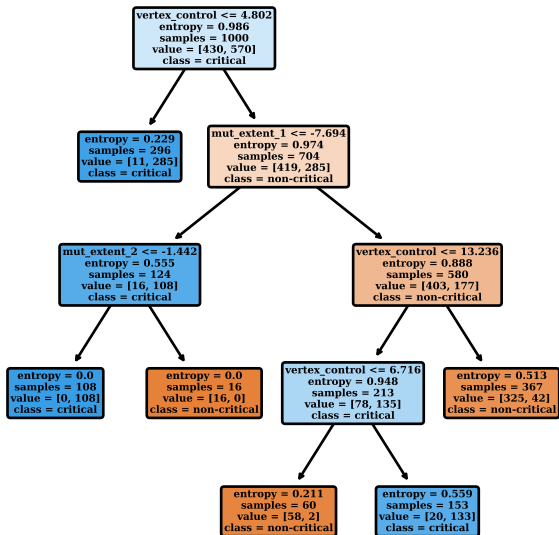 vertex_control <= 4.802
entropy = 0.986
samples = 1000
value = [430, 570]
class = critical
entropy = 0.229
samples = 296
value = [11, 285]
class = critical
mut_extent_1 <= -7.694
entropy = 0.974
samples = 704
value = [419, 285]
class = non-critical
mut_extent_2 <= -1.442
entropy = 0.555
samples = 124
value = [16, 108]
class = critical
vertex_control <= 13.236
entropy = 0.888
samples = 580
value = [403, 177]
class = non-critical
entropy = 0.0
samples = 108
value = [0, 108]
class = critical
entropy = 0.0
samples = 16
value = [16, 0]
class = non-critical
vertex_control <= 6.716
entropy = 0.948
samples = 213
value = [78, 135]
class = critical
entropy = 0.513
samples = 367
value = [325, 42]
class = non-critical
entropy = 0.211
samples = 60
value = [58, 2]
class = non-critical
entropy = 0.559
samples = 153
value = [20, 133]
class = critical